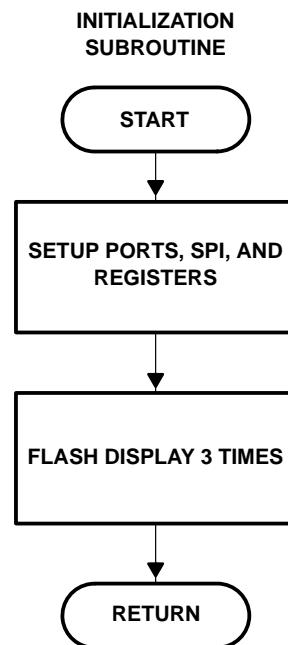 INITIALIZATION
SUBROUTINE
START
SETUP PORTS, SPI, AND
REGISTERS
FLASH DISPLAY 3 TIMES
RETURN